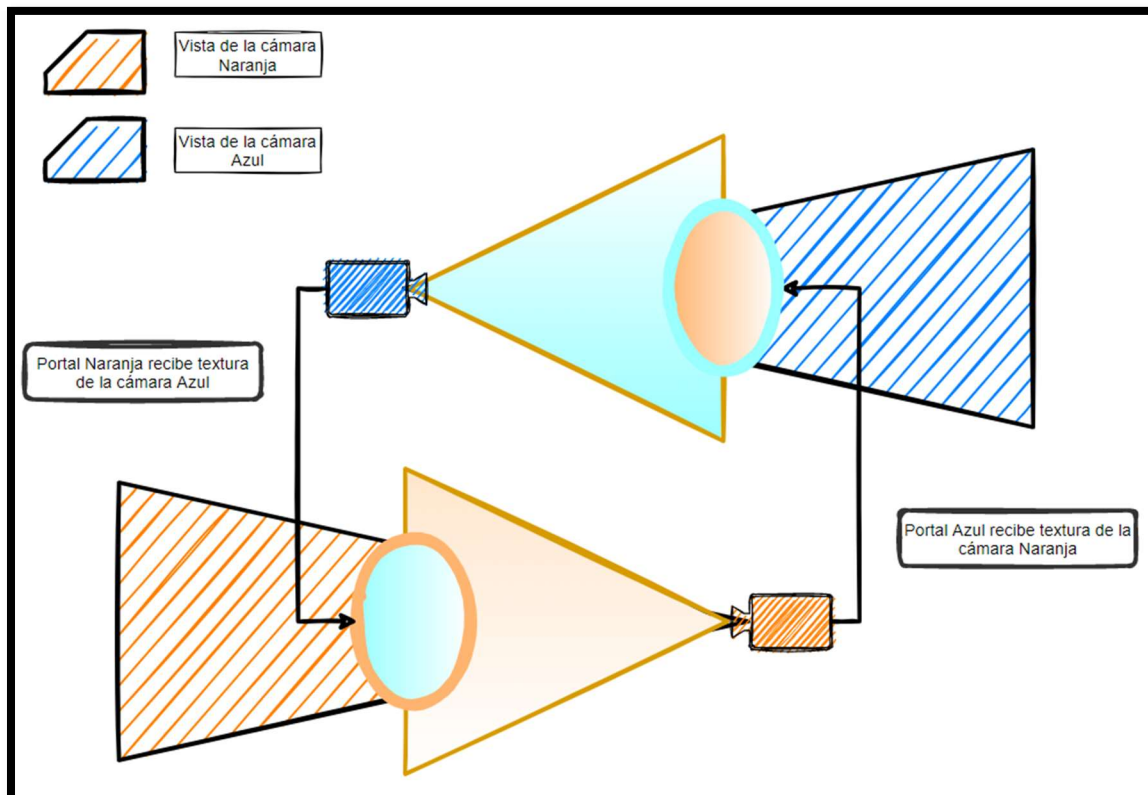 Vista de la cámara
Naranja
Vista de la cámara
Azul
Portal Naranja recibe textura
de la cámara Azul
Portal Azul recibe textura de la
cámara Naranja